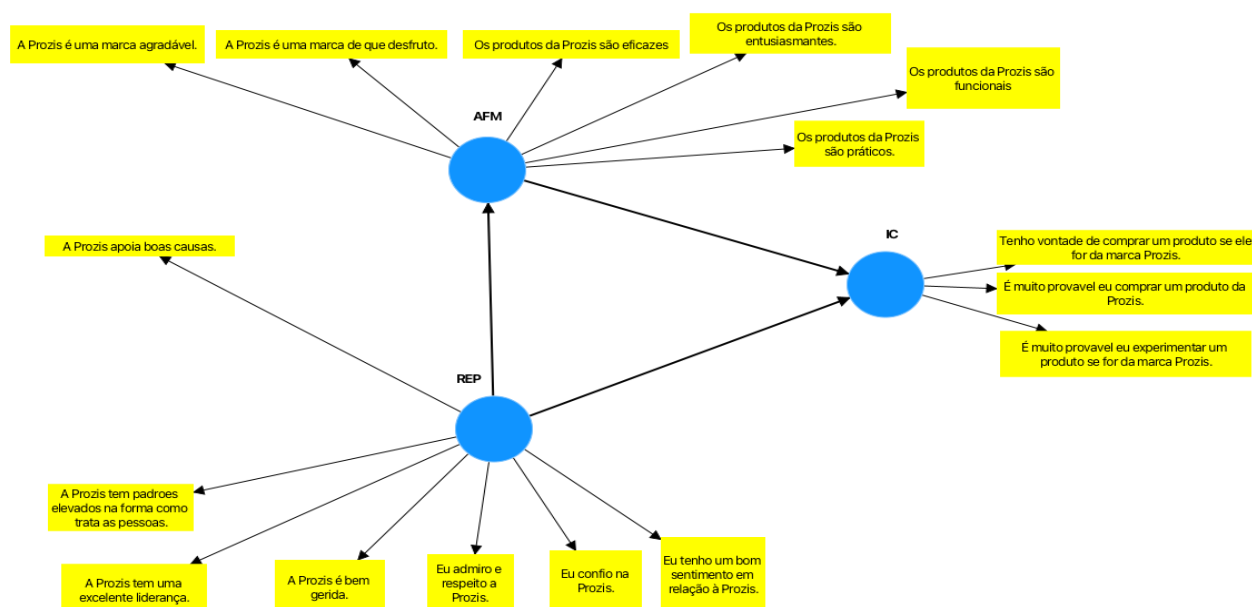 A Prozis é uma marca agradável.
A Prozis é uma marca de que desfruto.
Os produtos da Prozis são eficazes
Os produtos da Prozis são
entusiasmantes.
Os produtos da Prozis são
funcionais
AFM
Os produtos da Prozis
são práticos.
A Prozis apoia boas causas.
IC
Tenho vontade de comprar um produto se ele
for da marca Prozis.
É muito provavel eu comprar um produto da
Prozis.
É muito provavel eu experimentar um
produto se for da marca Prozis.
REP
A Prozis tem padroes
elevados na forma como
trata as pessoas.
A Prozis tem uma
excelente liderança.
A Prozis é bem
gerida.
Eu admiro e
respeito a
Prozis.
Eu confio na
Prozis.
Eu tenho um bom
sentimento em
relação à Prozis.